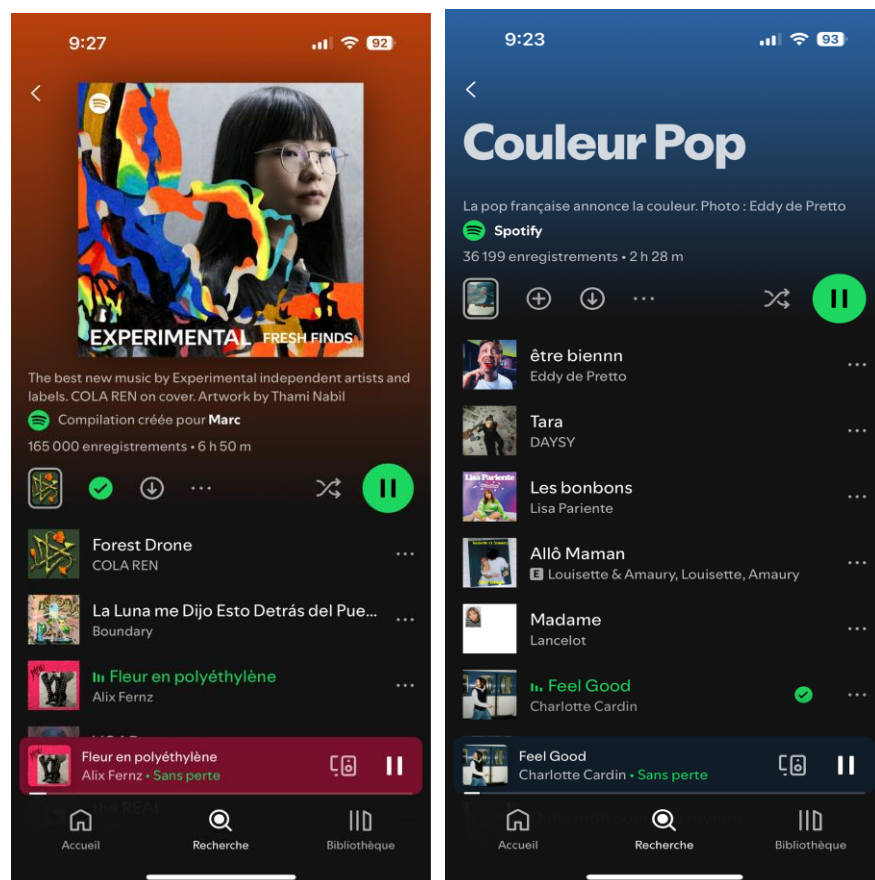 9:27
92
EXPERIMENTAL FRESH FINDS
The best new music by Experimental independent artists and
labels. COLA REN on cover. Artwork by Thami Nabil
Compilation créée pour Marc
165 000 enregistrements • 6 h 50 m
Forest Drone
COLA REN
La Luna me Dijo Esto Detrás del Pue...
Boundary
Fleur en polyéthylène
Alix Fernz
Fleur en polyéthylène
Alix Fernz • Sans perte
the REAL
Accueil
Recherche
Bibliothèque
9:23
93
Couleur Pop
La pop française annonce la couleur. Photo : Eddy de Pretto
Spotify
36 199 enregistrements • 2 h 28 m
être biennn
Eddy de Pretto
Tara
DAYSY
Les bonbons
Lisa Pariente
Lisa Pariente
Allô Maman
E Louisette & Amaury, Louisette, Amaury
Madame
Lancelot
Feel Good
Charlotte Cardin
Feel Good
Charlotte Cardin • Sans perte
Accueil
Recherche
Bibliothèque